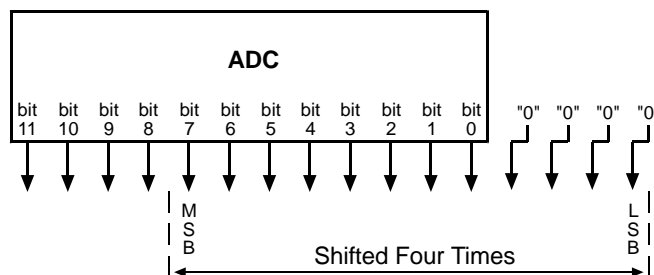 ADC
bit bit bit bit bit bit bit bit bit bit bit bit "0" "0" "0" "0
11 10 9 8 7 6 5 4 3 2 1 0
M L
S S
B B
Shifted Four Times